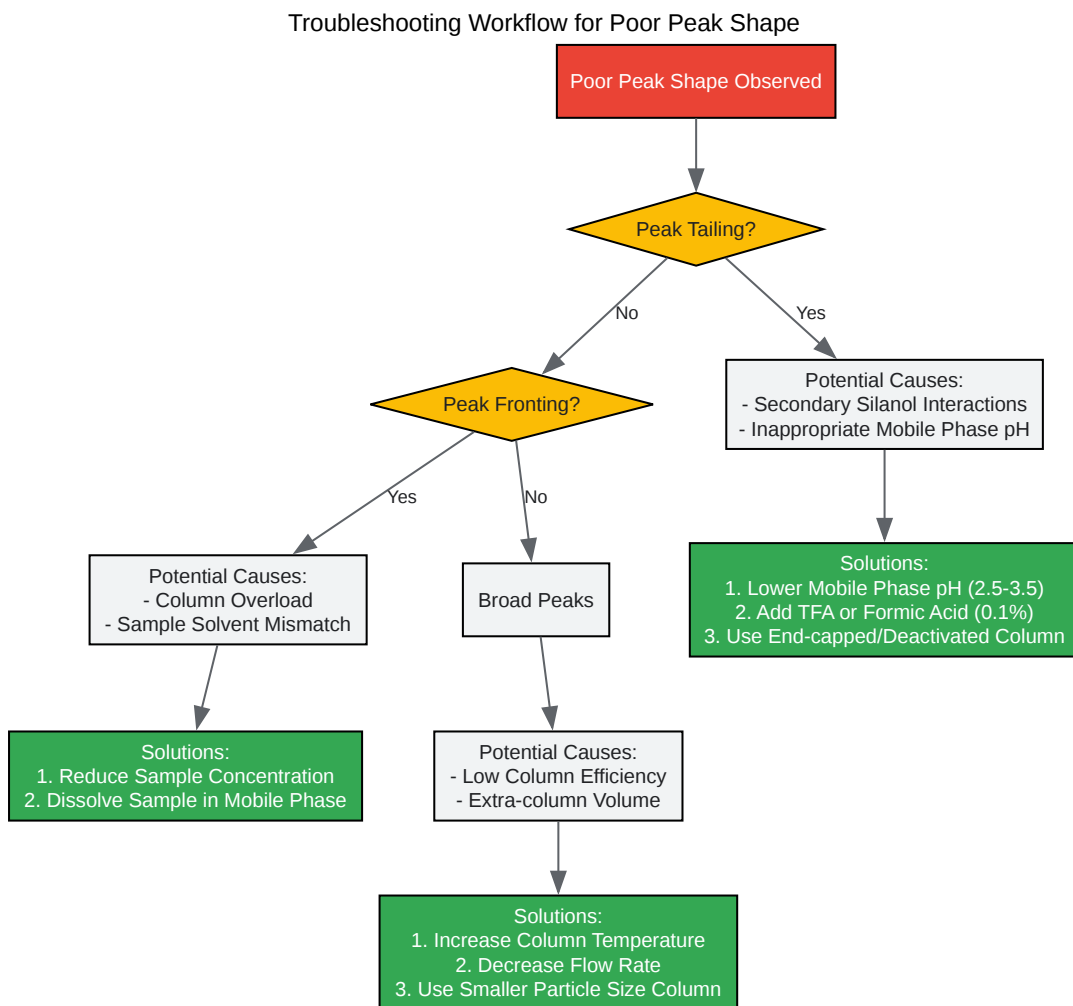 Troubleshooting Workflow for Poor Peak Shape
Poor Peak Shape Observed
Peak Tailing?
No
Yes
Peak Fronting?
Potential Causes:
- Secondary Silanol Interactions
- Inappropriate Mobile Phase pH
Yes
No
Potential Causes:
- Column Overload
- Sample Solvent Mismatch
Broad Peaks
Solutions:
1. Lower Mobile Phase pH (2.5-3.5)
2. Add TFA or Formic Acid (0.1%)
3. Use End-capped/Deactivated Column
Solutions:
1. Reduce Sample Concentration
2. Dissolve Sample in Mobile Phase
Potential Causes:
- Low Column Efficiency
- Extra-column Volume
Solutions:
1. Increase Column Temperature
2. Decrease Flow Rate
3. Use Smaller Particle Size Column